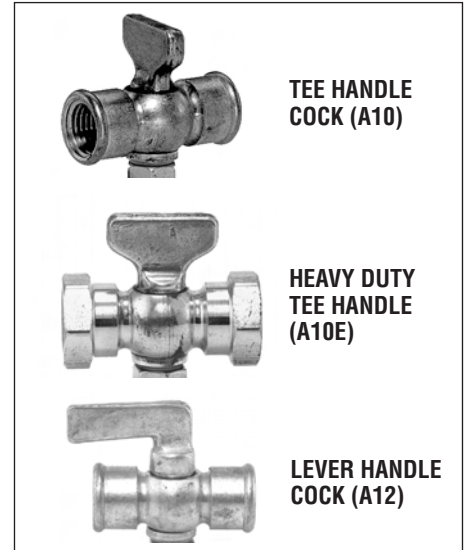 TEE HANDLE
COCK (A10)
HEAVY DUTY
TEE HANDLE
(A10E)
LEVER HANDLE
COCK (A12)